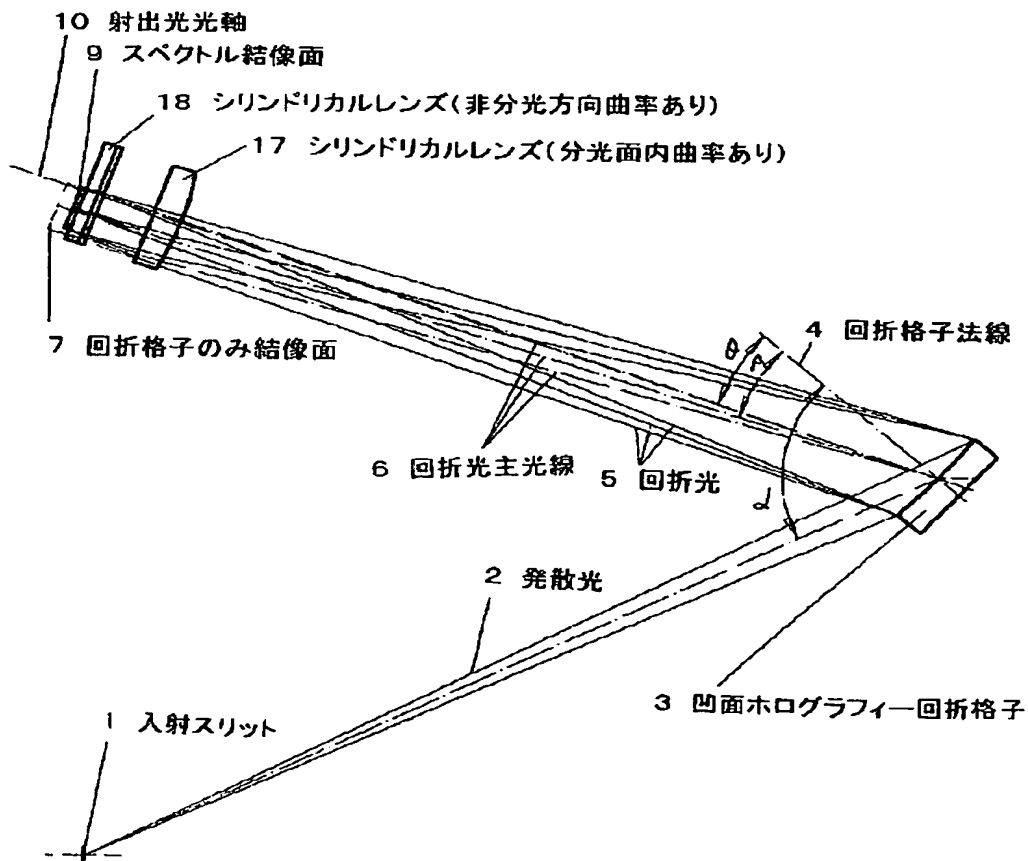 10 射出光光軸
9 スペクトル結像面
18 シリンドリカルレンズ(非分光方向曲率あり)
17 シリンドリカルレンズ(分光面内曲率あり)
4 回折格子法線
θ
7 回折格子のみ結像面
6 回折光主光線
5 回折光
2 発散光
3 凹面ホログラフィー回折格子
1 入射スリット